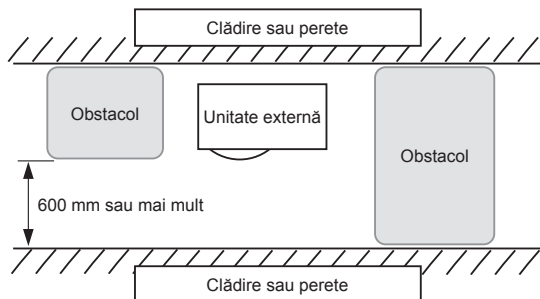 Clădire sau perete
Obstacol
Unitate externă
Obstacol
600 mm sau mai mult
Clădire sau perete